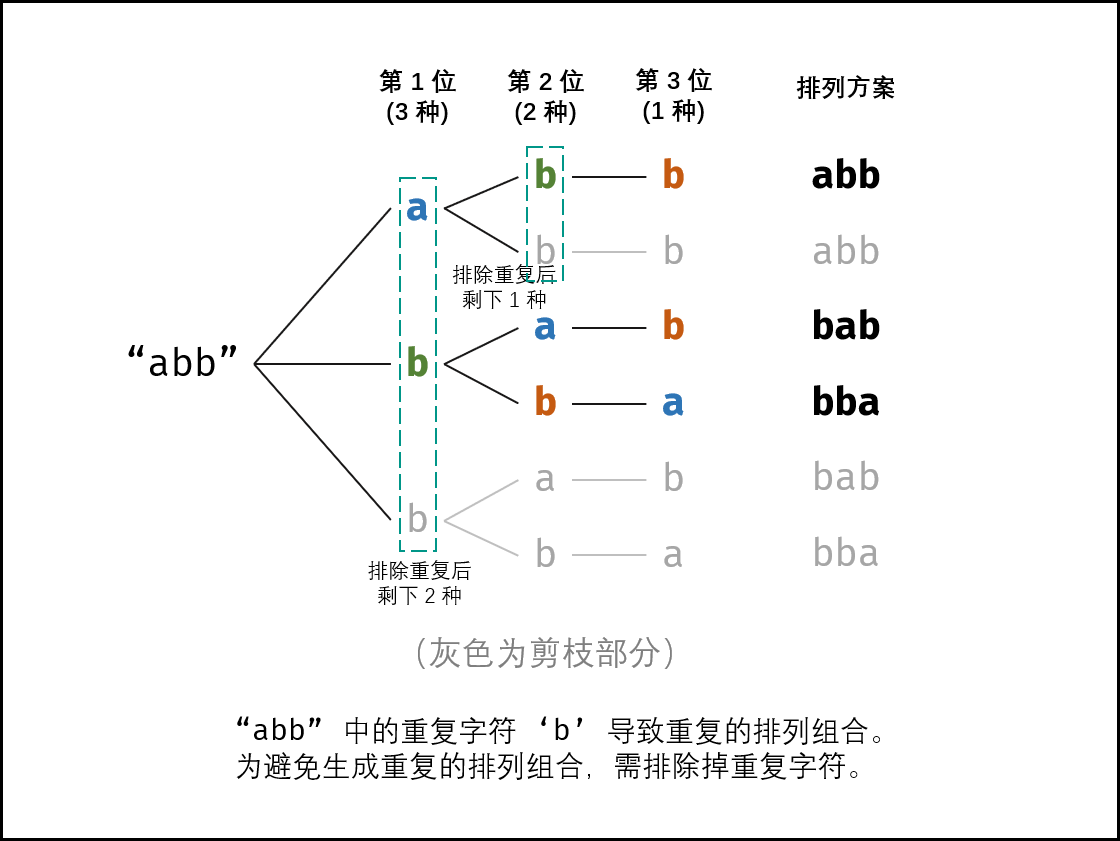 第 1 位 第 2 位 第 3 位 排列方案
(3 种) (2 种) (1 种)
b b abb
a
b b abb
排除重复后
剩下 1 种
a b bab
“abb” b
b a bba
a b bab
b
b a bba
排除重复后
剩下 2 种
(灰色为剪枝部分)
“abb” 中的重复字符 ‘b’ 导致重复的排列组合。
为避免生成重复的排列组合, 需排除掉重复字符。